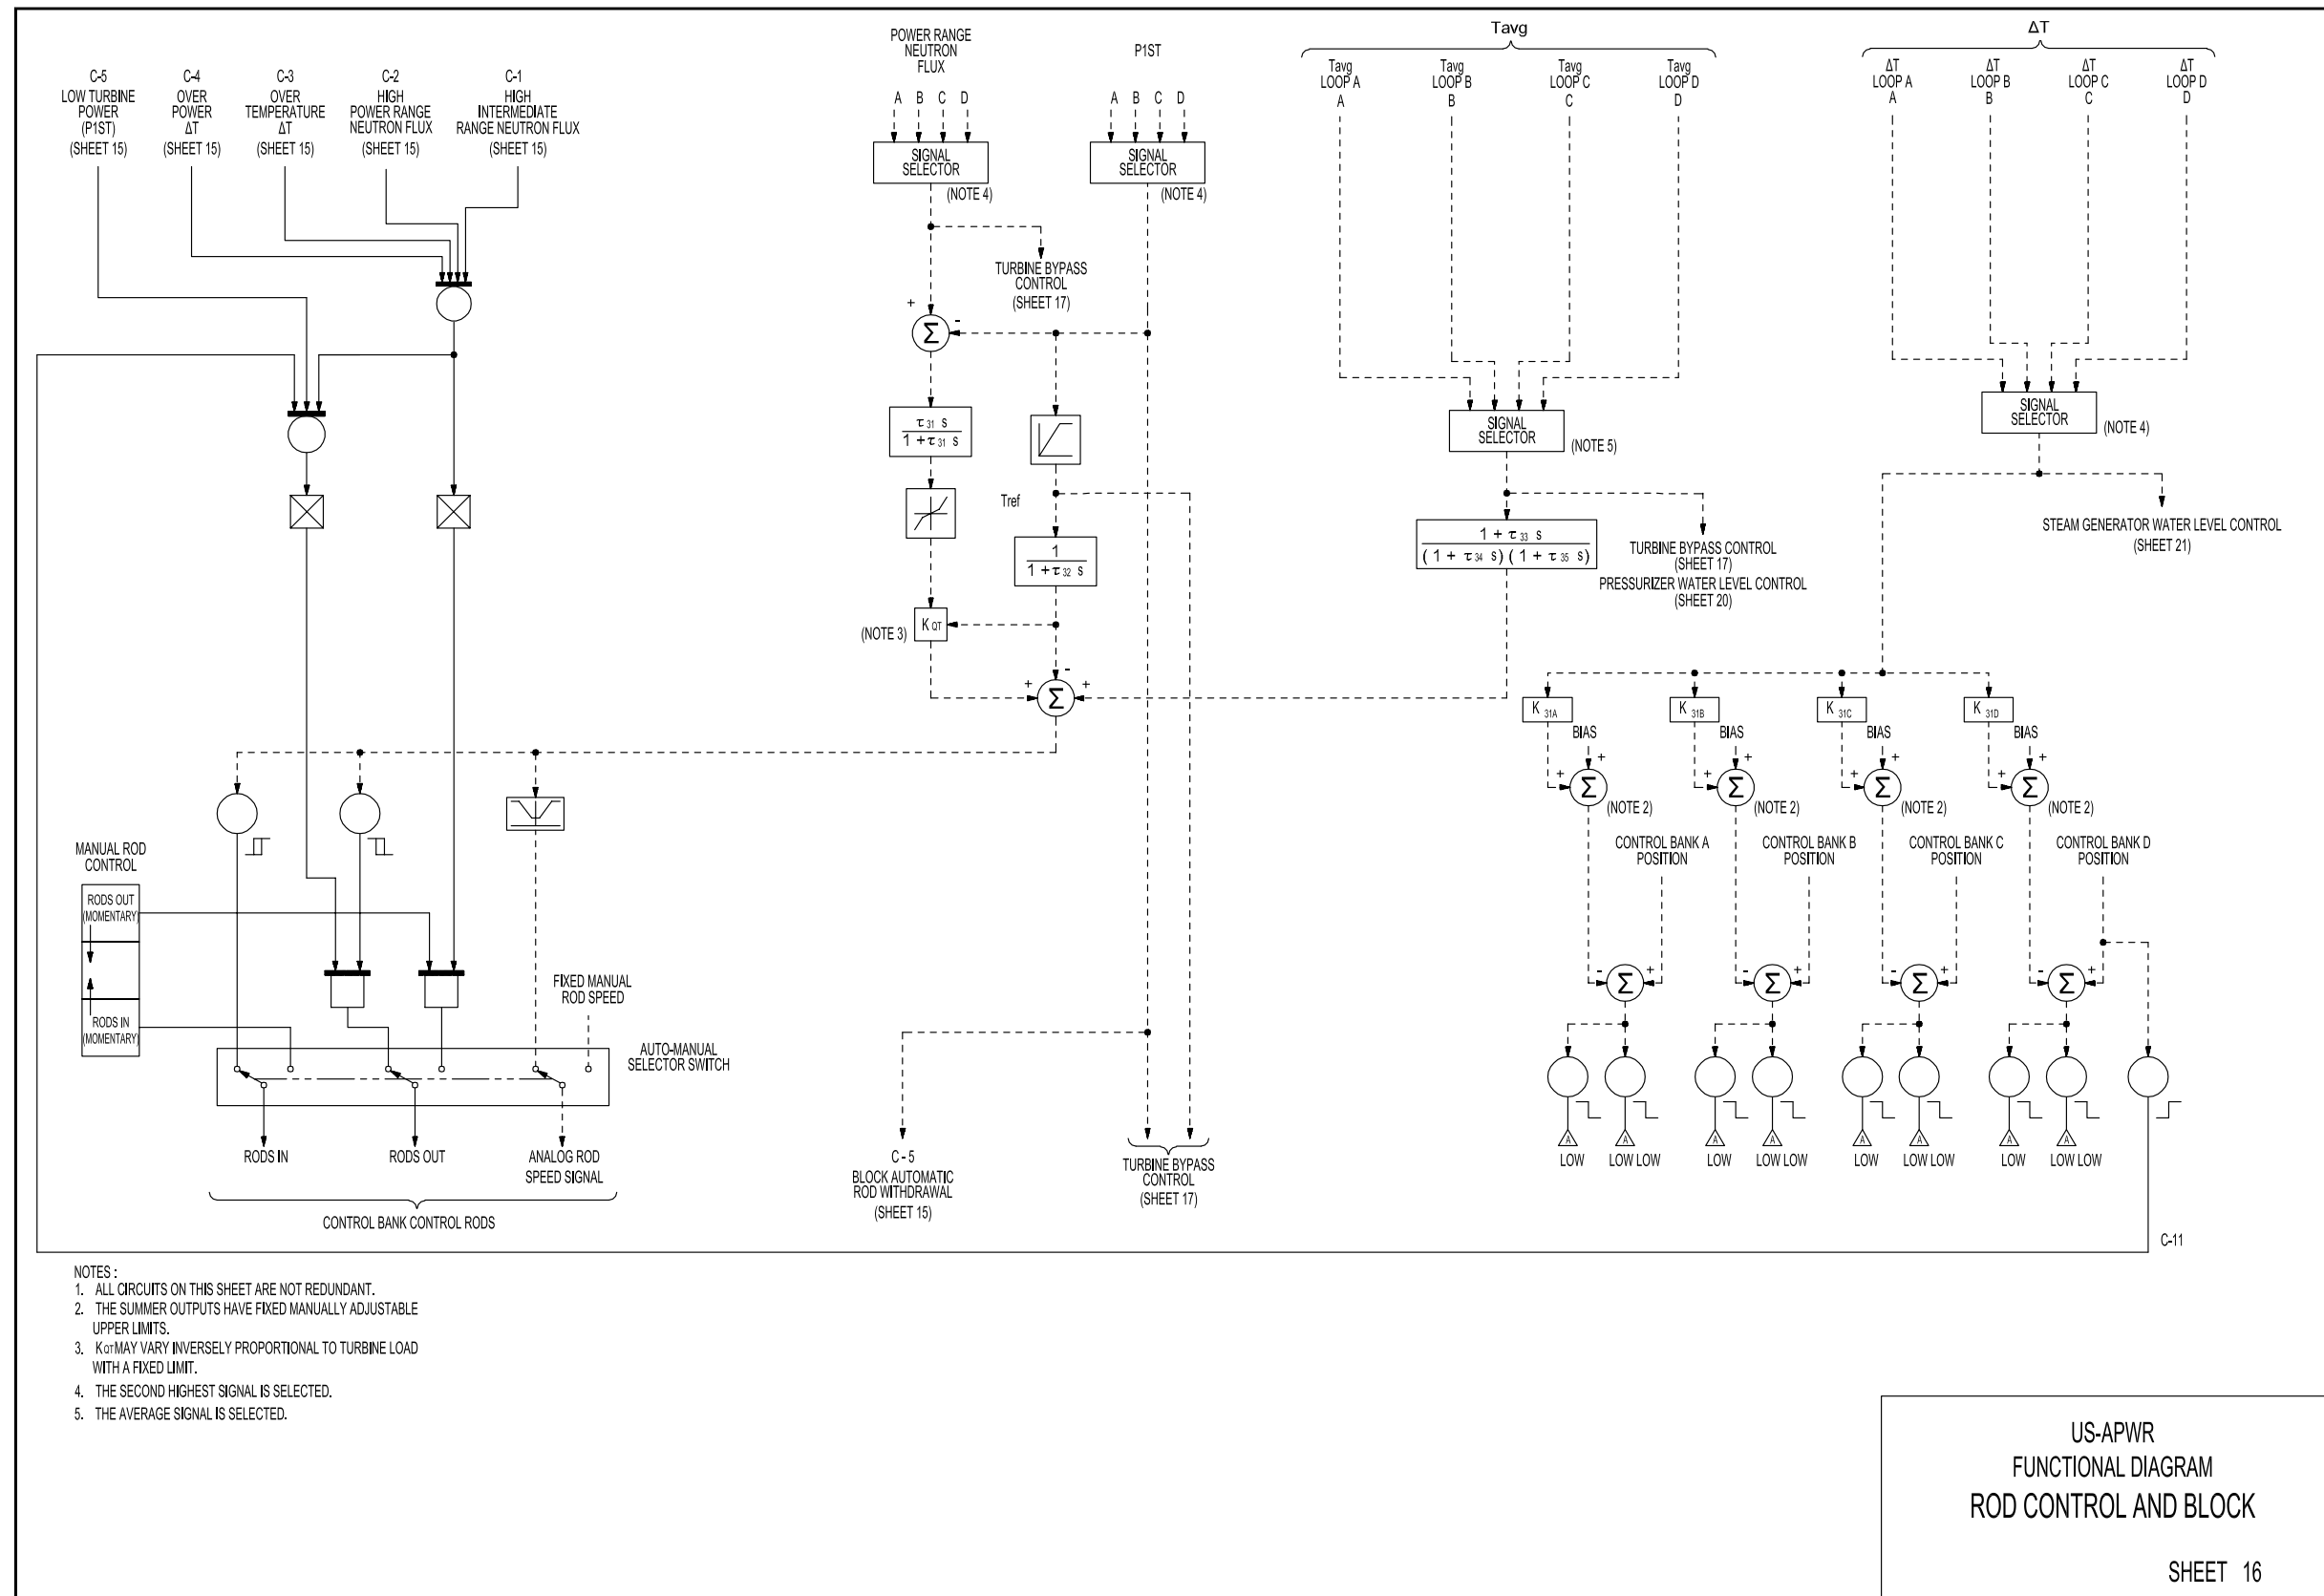 C-5
LOW TURBINE
POWER
(P1ST)
(SHEET 15)
C-4
OVER
POWER
ΔT
(SHEET 15)
C-3
OVER
TEMPERATURE
ΔT
(SHEET 15)
C-2
HIGH
POWER RANGE
NEUTRON FLUX
(SHEET 15)
C-1
HIGH
INTERMEDIATE
RANGE NEUTRON FLUX
(SHEET 15)
POWER RANGE
NEUTRON
FLUX
A B C D
SIGNAL
SELECTOR
(NOTE 4)
P1ST
A B C D
SIGNAL
SELECTOR
(NOTE 4)
TURBINE BYPASS
CONTROL
(SHEET 17)
+
-
Σ
τ31 s
1 + τ31 s
Tref
1
1 + τ32 s
(NOTE 3)
K QT
+
-
+
Σ
Tavg
Tavg
LOOP A
A
Tavg
LOOP B
B
Tavg
LOOP C
C
Tavg
LOOP D
D
SIGNAL
SELECTOR
(NOTE 5)
1 + τ33 s
( 1 + τ34 s) ( 1 + τ35 s)
TURBINE BYPASS CONTROL
(SHEET 17)
PRESSURIZER WATER LEVEL CONTROL
(SHEET 20)
ΔT
ΔT
LOOP A
A
ΔT
LOOP B
B
ΔT
LOOP C
C
ΔT
LOOP D
D
SIGNAL
SELECTOR
(NOTE 4)
STEAM GENERATOR WATER LEVEL CONTROL
(SHEET 21)
K 31A
BIAS
+
+
Σ
(NOTE 2)
K 31B
BIAS
+
+
Σ
(NOTE 2)
K 31C
BIAS
+
+
Σ
(NOTE 2)
K 31D
BIAS
+
+
Σ
(NOTE 2)
CONTROL BANK A
POSITION
CONTROL BANK B
POSITION
CONTROL BANK C
POSITION
CONTROL BANK D
POSITION
- Σ +
- Σ +
- Σ +
- Σ +
A A A A A A A A
LOW LOW LOW LOW LOW LOW LOW LOW LOW LOW LOW LOW
C-11
MANUAL ROD
CONTROL
RODS OUT
(MOMENTARY)
RODS IN
(MOMENTARY)
FIXED MANUAL
ROD SPEED
AUTO-MANUAL
SELECTOR SWITCH
RODS IN
RODS OUT
ANALOG ROD
SPEED SIGNAL
CONTROL BANK CONTROL RODS
C - 5
BLOCK AUTOMATIC
ROD WITHDRAWAL
(SHEET 15)
TURBINE BYPASS
CONTROL
(SHEET 17)
NOTES :
1. ALL CIRCUITS ON THIS SHEET ARE NOT REDUNDANT.
2. THE SUMMER OUTPUTS HAVE FIXED MANUALLY ADJUSTABLE
UPPER LIMITS.
3. KQT MAY VARY INVERSELY PROPORTIONAL TO TURBINE LOAD
WITH A FIXED LIMIT.
4. THE SECOND HIGHEST SIGNAL IS SELECTED.
5. THE AVERAGE SIGNAL IS SELECTED.
US-APWR
FUNCTIONAL DIAGRAM
ROD CONTROL AND BLOCK
SHEET 16